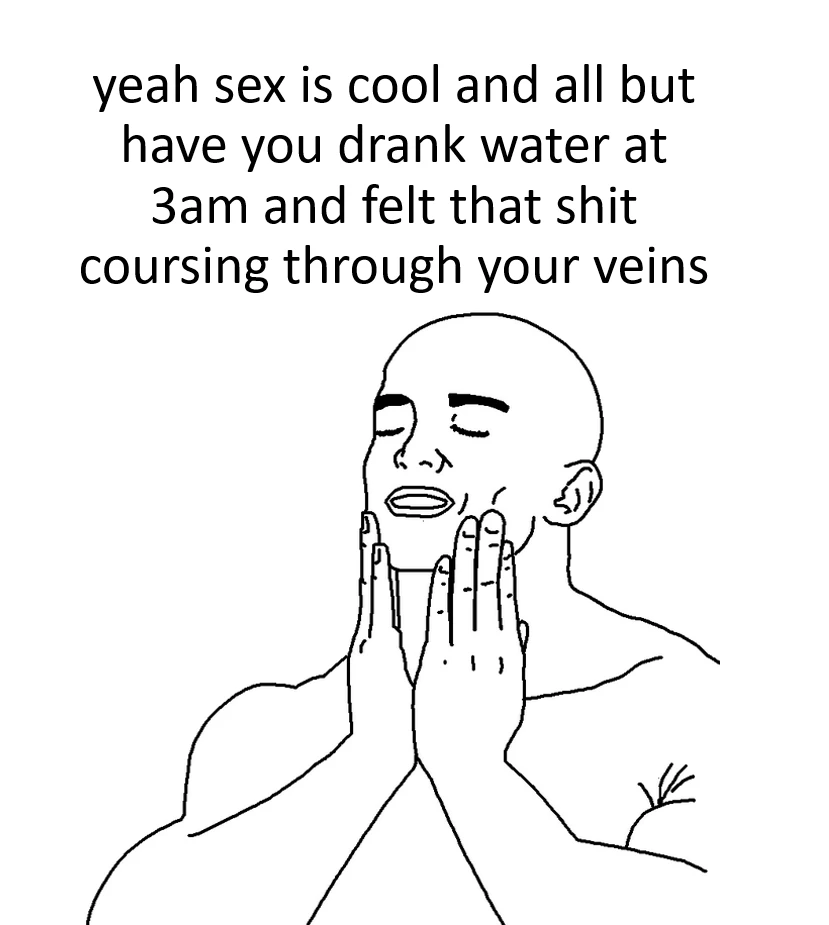 yeah sex is cool and all but
have you drank water at
3am and felt that shit
coursing through your veins